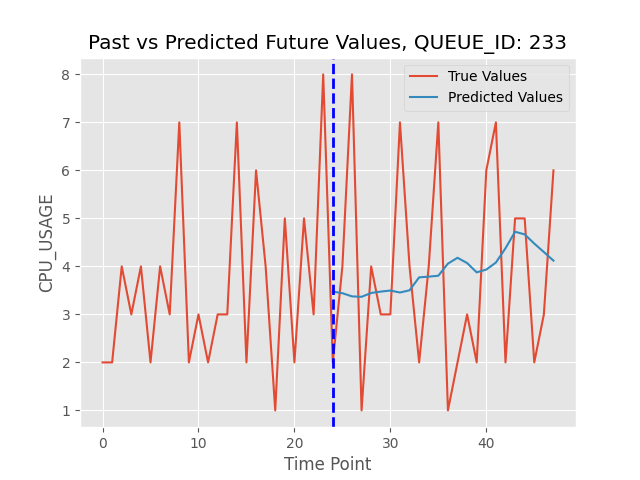 Past vs Predicted Future Values, QUEUE_ID: 233
True Values
Predicted Values
CPU_USAGE
8
7
6
5
4
3
2
1
0
10
20
30
40
Time Point